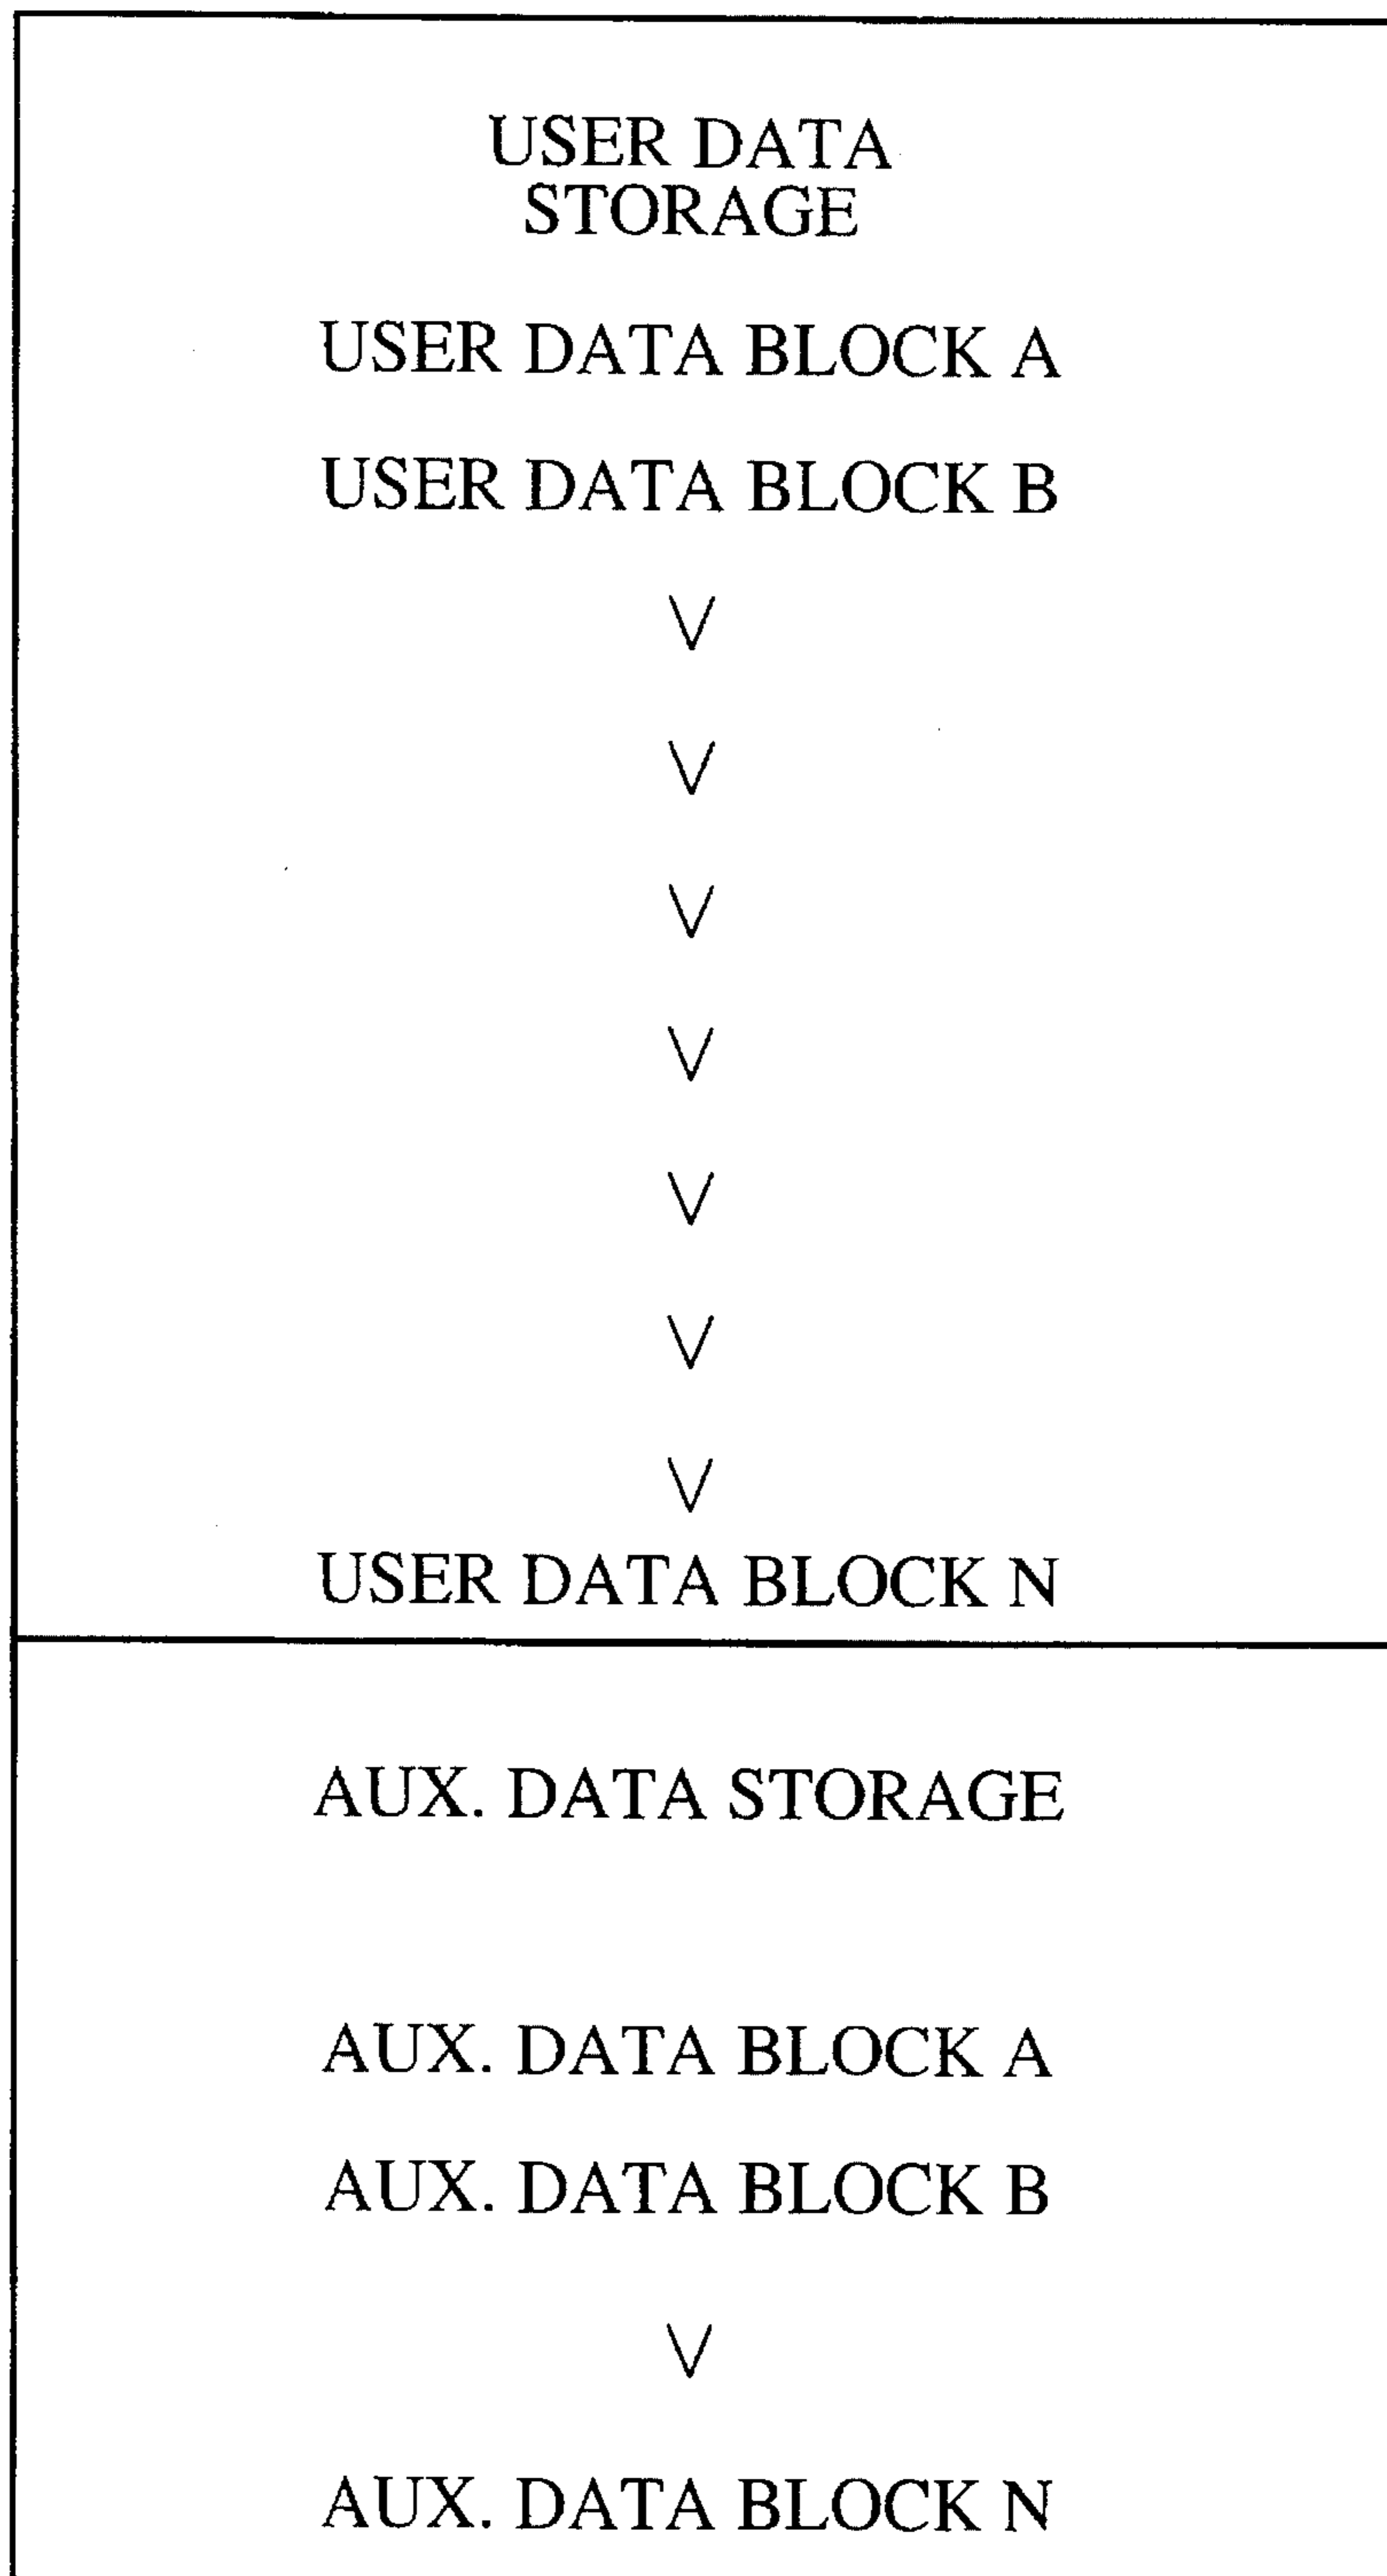 USER DATA
STORAGE
USER DATA BLOCK A
USER DATA BLOCK B
V
V
V
V
V
V
V
USER DATA BLOCK N
AUX. DATA STORAGE
AUX. DATA BLOCK A
AUX. DATA BLOCK B
V
AUX. DATA BLOCK N